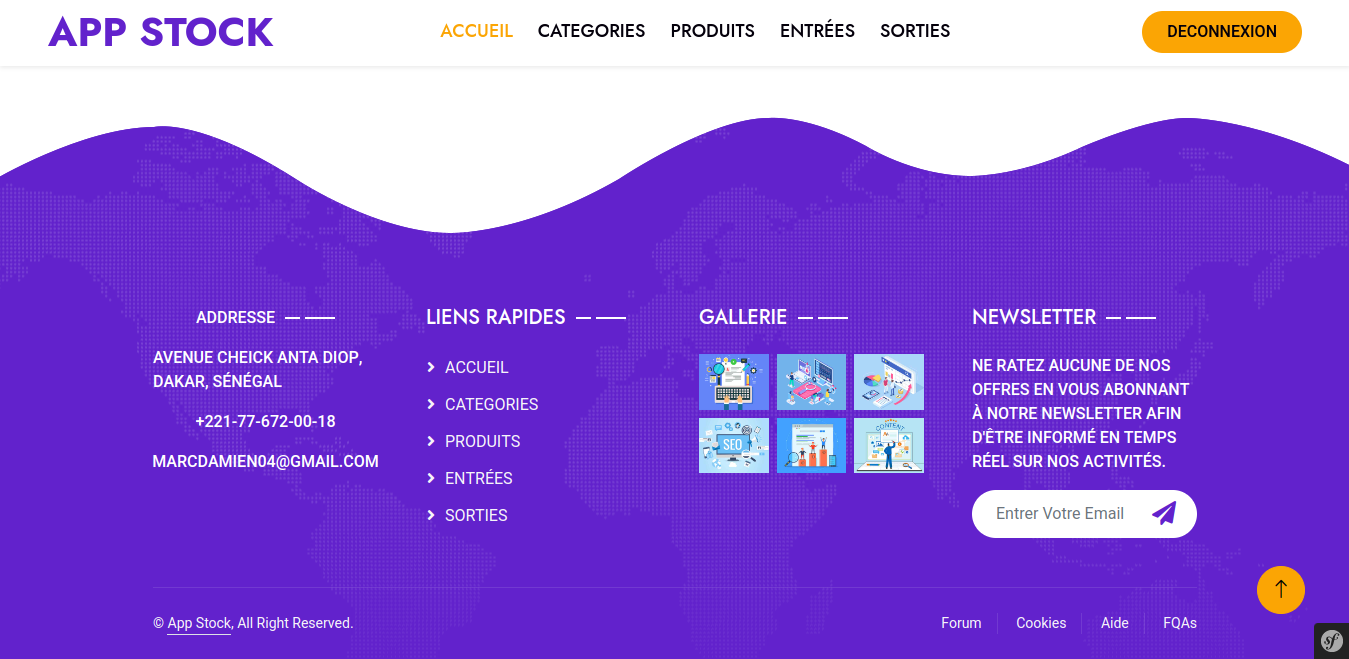 APP STOCK
ACCUEIL CATEGORIES PRODUITS ENTRÉES SORTIES
DECONNEXION
ADDRESSE
AVENUE CHEICK ANTA DIOP,
DAKAR, SÉNÉGAL
+221-77-672-00-18
MARCDAMIEN04@GMAIL.COM
LIENS RAPIDES
ACCUEIL
CATEGORIES
PRODUITS
ENTRÉES
SORTIES
GALLERIE
SEO
CONTENT
NEWSLETTER
NE RATEZ AUCUNE DE NOS
OFFRES EN VOUS ABONNANT
À NOTRE NEWSLETTER AFIN
D'ÊTRE INFORMÉ EN TEMPS
RÉEL SUR NOS ACTIVITÉS.
Entrer Votre Email
© App Stock, All Right Reserved.
Forum Cookies Aide FQAs
sf